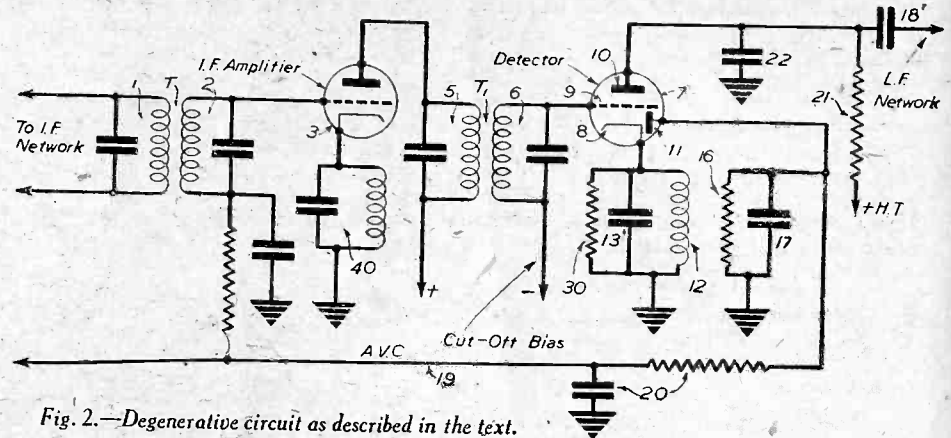 I.F. Amplifier
Detector
18'
1
T
2
3
5
T1
6
9
10
7
8
11
22
21
L.F.
Network
To I.F.
Network
16
+H.T
40
+
-
30
13
12
17
Cut-Off Bias
A.V.C
19
20
Fig. 2.—Degenerative circuit as described in the text.